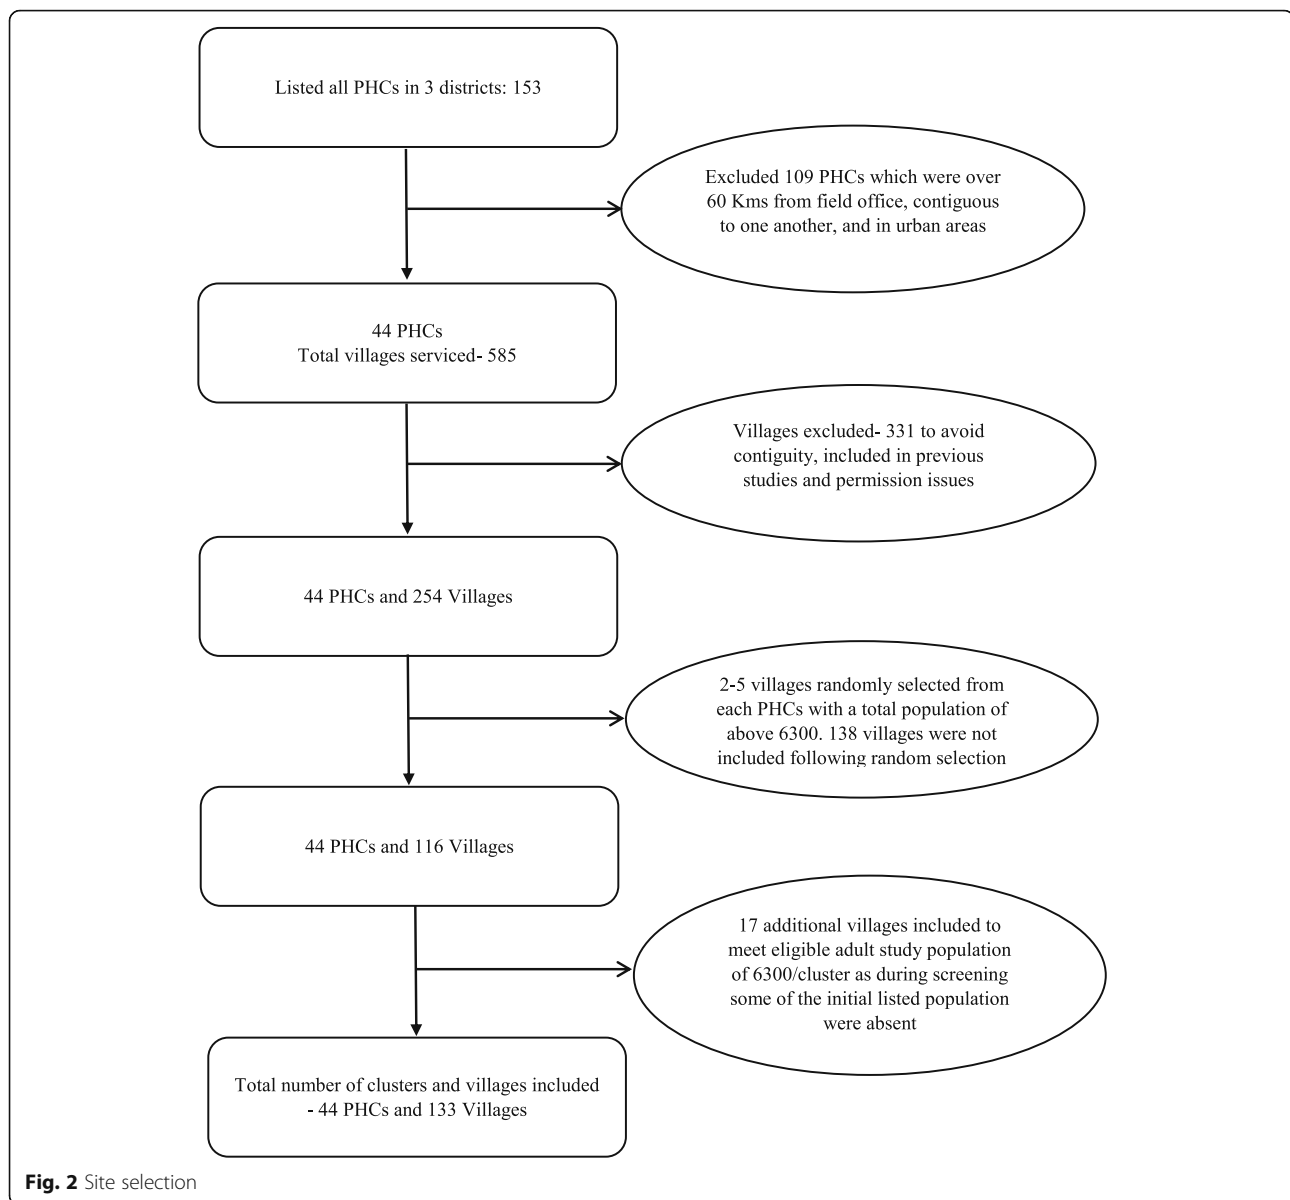 Listed all PHCs in 3 districts: 153
Excluded 109 PHCs which were over
60 Kms from field office, contiguous
to one another, and in urban areas
44 PHCs
Total villages serviced- 585
Villages excluded- 331 to avoid
contiguity, included in previous
studies and permission issues
44 PHCs and 254 Villages
2-5 villages randomly selected from
each PHCs with a total population of
above 6300. 138 villages were not
included following random selection
44 PHCs and 116 Villages
17 additional villages included to
meet eligible adult study population
of 6300/cluster as during screening
some of the initial listed population
were absent
Total number of clusters and villages included
- 44 PHCs and 133 Villages
Fig. 2 Site selection